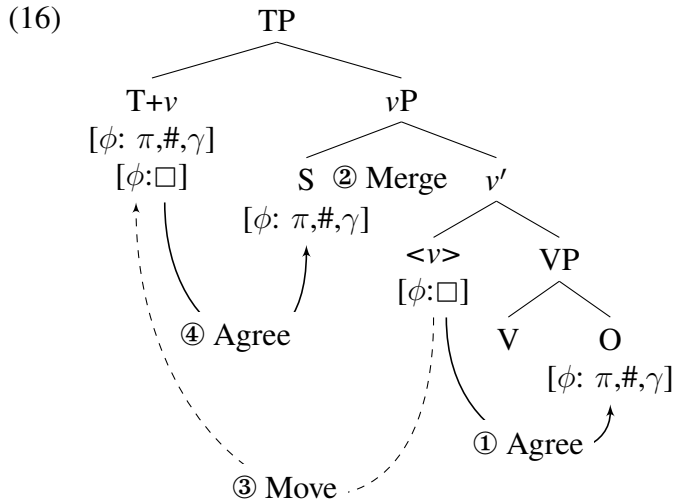 (16) TP
T+v vP
[ϕ: π,#,γ]
[ϕ:□] S ② Merge v′
[ϕ: π,#,γ]
<v> VP
[ϕ:□]
④ Agree V O
[ϕ: π,#,γ]
① Agree
③ Move